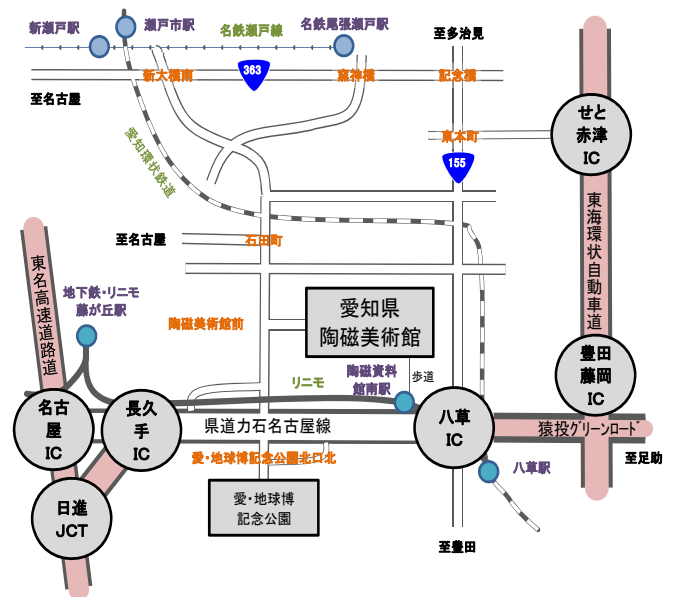 新瀬戸駅
瀬戸市駅
名鉄瀬戸線
名鉄尾張瀬戸駅
至多治見
新大橋南
363
窯神橋
記念橋
至名古屋
せと
赤津
IC
東本町
155
愛知環状鉄道
東海環状自動車道
至名古屋
石田町
東名高速道路道
地下鉄・リニモ
藤が丘駅
愛知県
陶磁美術館
陶磁美術館前
豊田
藤岡
IC
リニモ
陶磁資料
館南駅
歩道
名古
屋
IC
長久
手
IC
県道力石名古屋線
八草
IC
猿投グリーンロード
愛・地球博記念公園北口北
八草駅
至足助
愛・地球博
記念公園
日進
JCT
至豊田